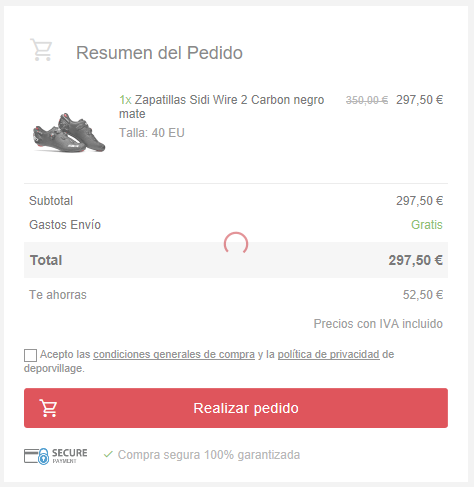 Resumen del Pedido
1x Zapatillas Sidi Wire 2 Carbon negro 350,00 € 297,50 €
mate
Talla: 40 EU
Subtotal 297,50 €
Gastos Envío Gratis
Total 297,50 €
Te ahorras 52,50 €
Precios con IVA incluido
Acepto las condiciones generales de compra y la política de privacidad de
deporvillage.
Realizar pedido
SECURE
PAYMENT
Compra segura 100% garantizada